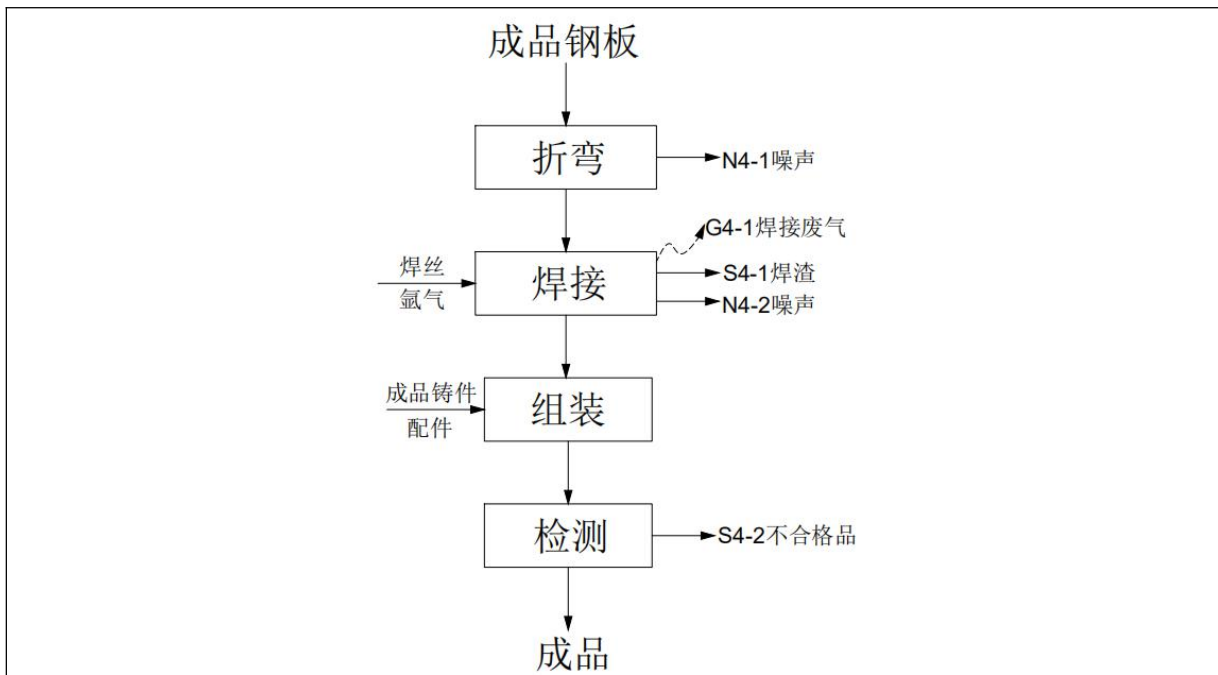 成品钢板
折弯
N4-1噪声
G4-1焊接废气
焊丝
氩气
焊接
S4-1焊渣
N4-2噪声
成品铸件
配件
组装
检测
S4-2不合格品
成品